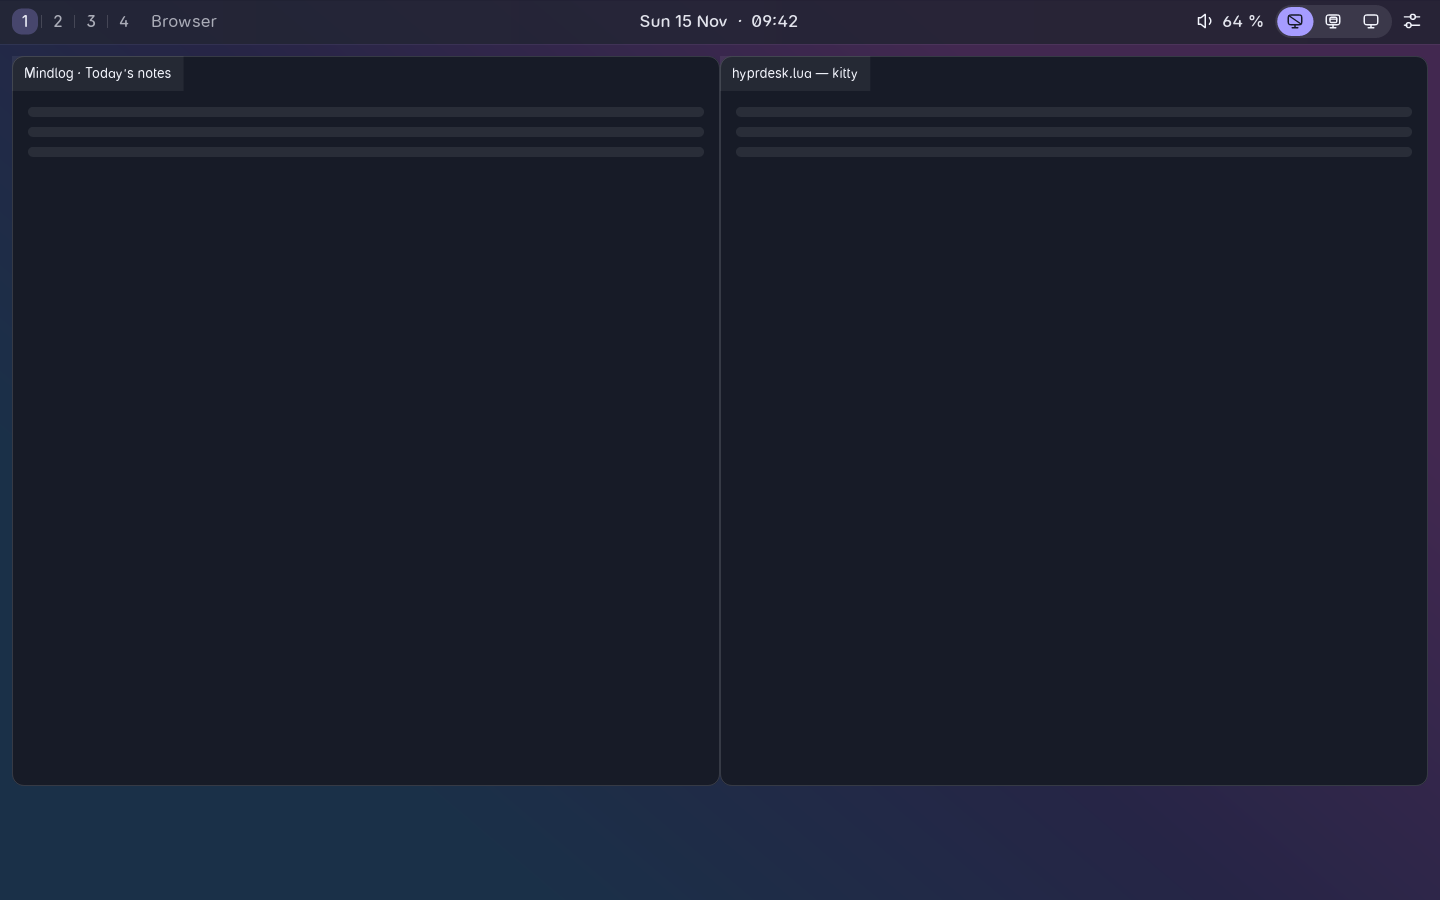 1 2 3 4 Browser
Sun 15 Nov · 09:42
64 %
Mindlog · Today's notes
hyprdesk.lua — kitty